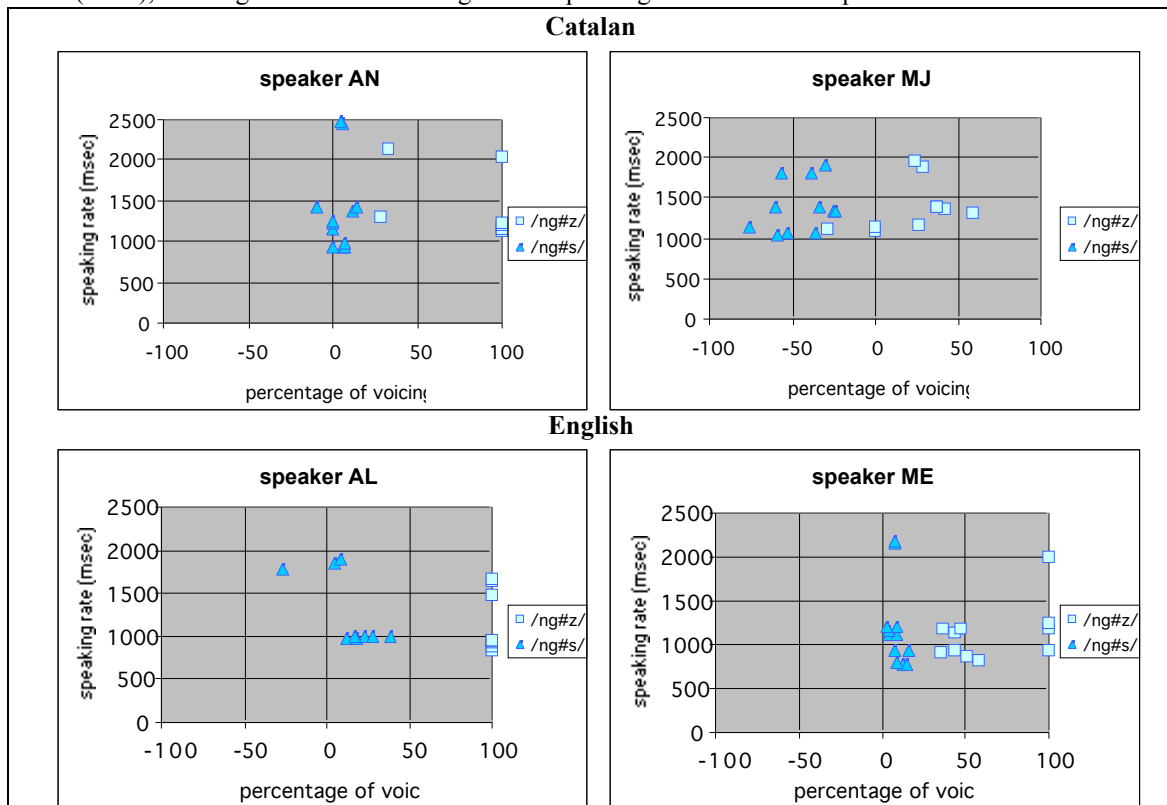 Catalan
speaker AN
speaking rate (msec)
2500
2000
1500
1000
500
0
-100 -50 0 50 100
percentage of voicing
/ng#z/
/ng#s/
speaker MJ
speaking rate (msec)
2500
2000
1500
1000
500
0
-100 -50 0 50 100
percentage of voicing
/ng#z/
/ng#s/
English
speaker AL
speaking rate (msec)
2500
2000
1500
1000
500
0
-100 -50 0 50 100
percentage of voic
/ng#z/
/ng#s/
speaker ME
speaking rate (msec)
2500
2000
1500
1000
500
0
-100 -50 0 50 100
percentage of voic
/ng#z/
/ng#s/